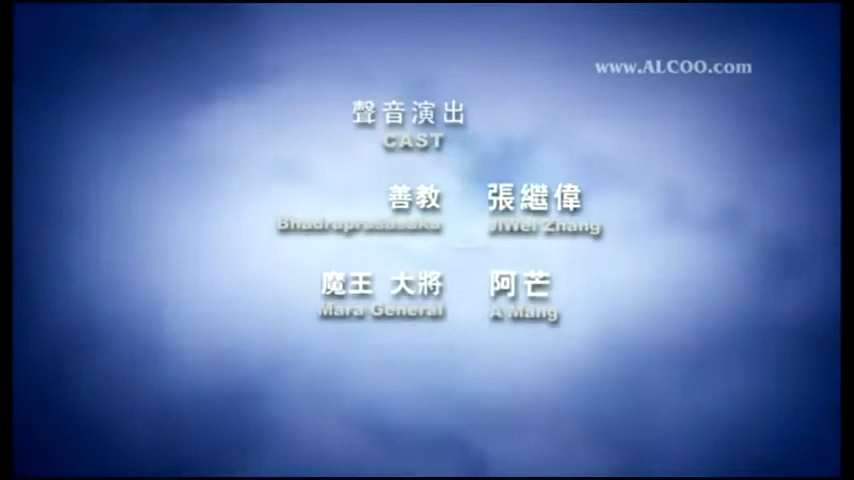 www.ALCOO.com
聲音演出
CAST
善教 張繼偉
JiWei Zhang
魔王 大將 阿芒
Mara General A Mang